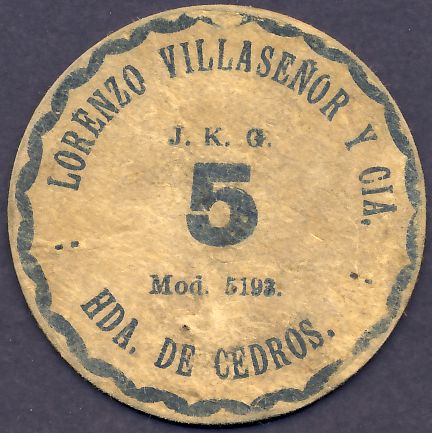 LORENZO VILLASEÑOR Y CIA.
J. K. G.
5
Mod. 5193.
HDA. DE CEDROS.